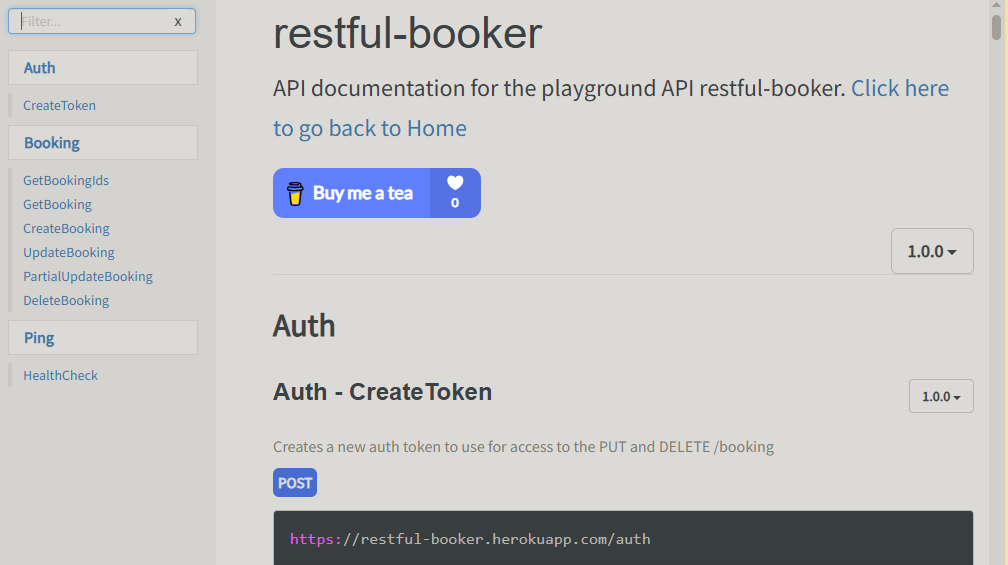 Filter...
x
Auth
CreateToken
Booking
GetBookingIds
GetBooking
CreateBooking
UpdateBooking
PartialUpdateBooking
DeleteBooking
Ping
HealthCheck
restful-booker
API documentation for the playground API restful-booker. Click here
to go back to Home
Buy me a tea
0
1.0.0
Auth
Auth - CreateToken
1.0.0
Creates a new auth token to use for access to the PUT and DELETE /booking
POST
https://restful-booker.herokuapp.com/auth